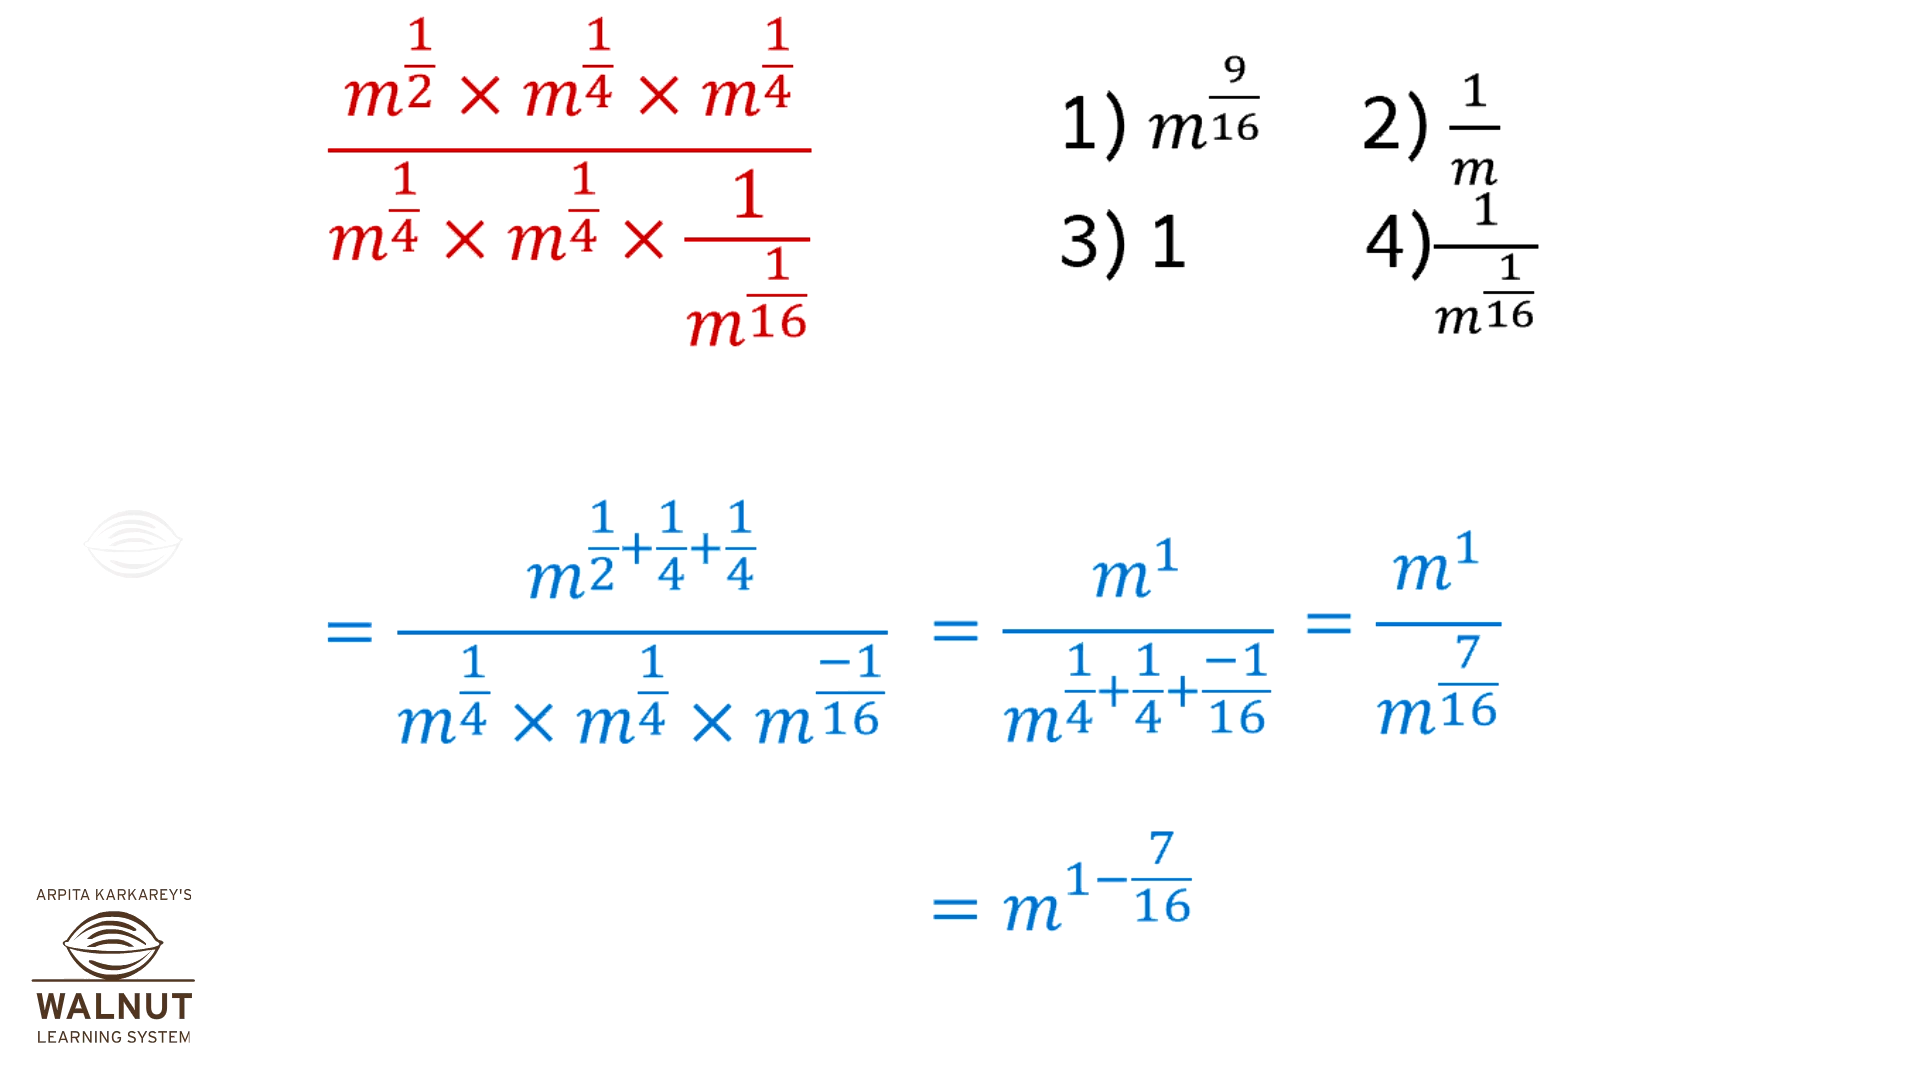 (m^(1/2) × m^(1/4) × m^(1/4)) / (m^(1/4) × m^(1/4) × 1/(m^(1/16)))
1) m^(9/16)   2) 1/m
3) 1   4) 1/(m^(1/16))
= m^(1/2+1/4+1/4) / (m^(1/4) × m^(1/4) × m^(−1/16)) = m^1 / m^(1/4+1/4+(−1)/16) = m^1 / m^(7/16)
= m^(1−7/16)
ARPITA KARKAREY'S
WALNUT
LEARNING SYSTEM